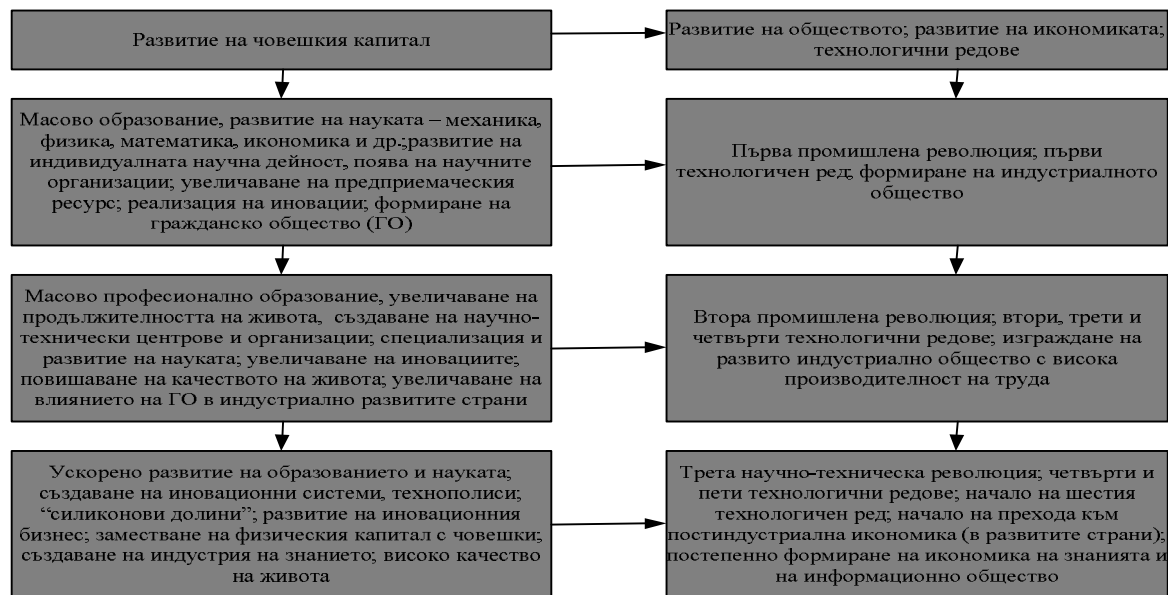 Развитие на човешкия капитал
Развитие на обществото; развитие на икономиката;
технологични редове
Масово образование, развитие на науката – механика,
физика, математика, икономика и др.;развитие на
индивидуалната научна дейност, поява на научните
организации; увеличаване на предприемаческия
ресурс; реализация на иновации; формиране на
гражданско общество (ГО)
Първа промишлена революция; първи
технологичен ред; формиране на индустриалното
общество
Масово професионално образование, увеличаване на
продължителността на живота, създаване на научно-
технически центрове и организации; специализация и
развитие на науката; увеличаване на иновациите;
повишаване на качеството на живота; увеличаване на
влиянието на ГО в индустриално развитите страни
Втора промишлена революция; втори, трети и
четвърти технологични редове; изграждане на
развито индустриално общество с висока
производителност на труда
Ускорено развитие на образованието и науката;
създаване на иновационни системи, технополиси;
“силиконови долини”; развитие на иновационния
бизнес; заместване на физическия капитал с човешки;
създаване на индустрия на знанието; високо качество
на живота
Трета научно-техническа революция; четвърти и
пети технологични редове; начало на шестия
технологичен ред; начало на прехода към
постиндустриална икономика (в развитите страни);
постепенно формиране на икономика на знанията и
на информационно общество